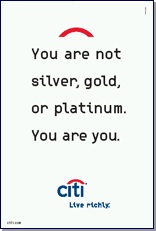 You are not
silver, gold,
or platinum.
You are you.
citi
Live richly.